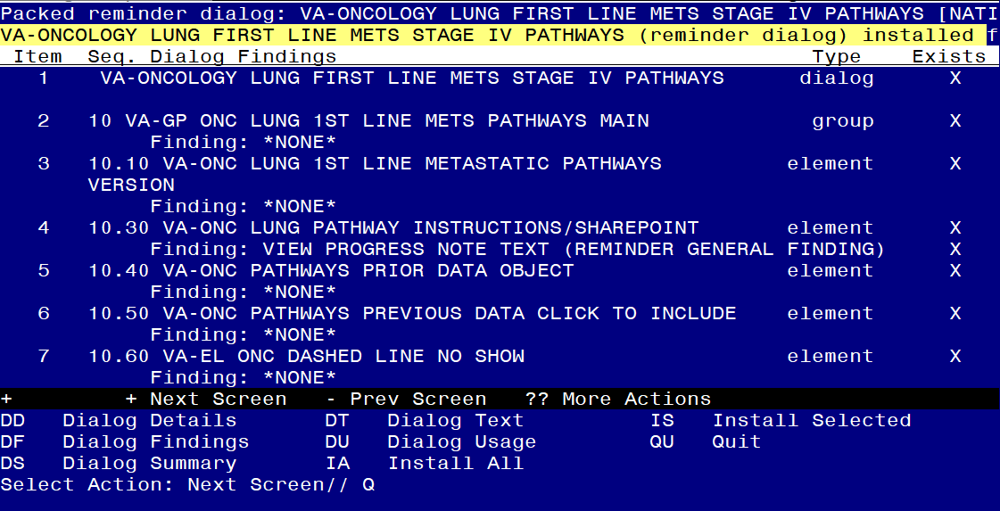 Packed reminder dialog: VA-ONCOLOGY LUNG FIRST LINE METS STAGE IV PATHWAYS [NATI
VA-ONCOLOGY LUNG FIRST LINE METS STAGE IV PATHWAYS (reminder dialog) installed f
Item Seq. Dialog Findings Type Exists
1 VA-ONCOLOGY LUNG FIRST LINE METS STAGE IV PATHWAYS dialog X
2 10 VA-GP ONC LUNG 1ST LINE METS PATHWAYS MAIN group X
Finding: *NONE*
3 10.10 VA-ONC LUNG 1ST LINE METASTATIC PATHWAYS element X
VERSION
Finding: *NONE*
4 10.30 VA-ONC LUNG PATHWAY INSTRUCTIONS/SHAREPOINT element X
Finding: VIEW PROGRESS NOTE TEXT (REMINDER GENERAL FINDING) X
5 10.40 VA-ONC PATHWAYS PRIOR DATA OBJECT element X
Finding: *NONE*
6 10.50 VA-ONC PATHWAYS PREVIOUS DATA CLICK TO INCLUDE element X
Finding: *NONE*
7 10.60 VA-EL ONC DASHED LINE NO SHOW element X
Finding: *NONE*
+ + Next Screen - Prev Screen ?? More Actions
DD Dialog Details DT Dialog Text IS Install Selected
DF Dialog Findings DU Dialog Usage QU Quit
DS Dialog Summary IA Install All
Select Action: Next Screen// Q